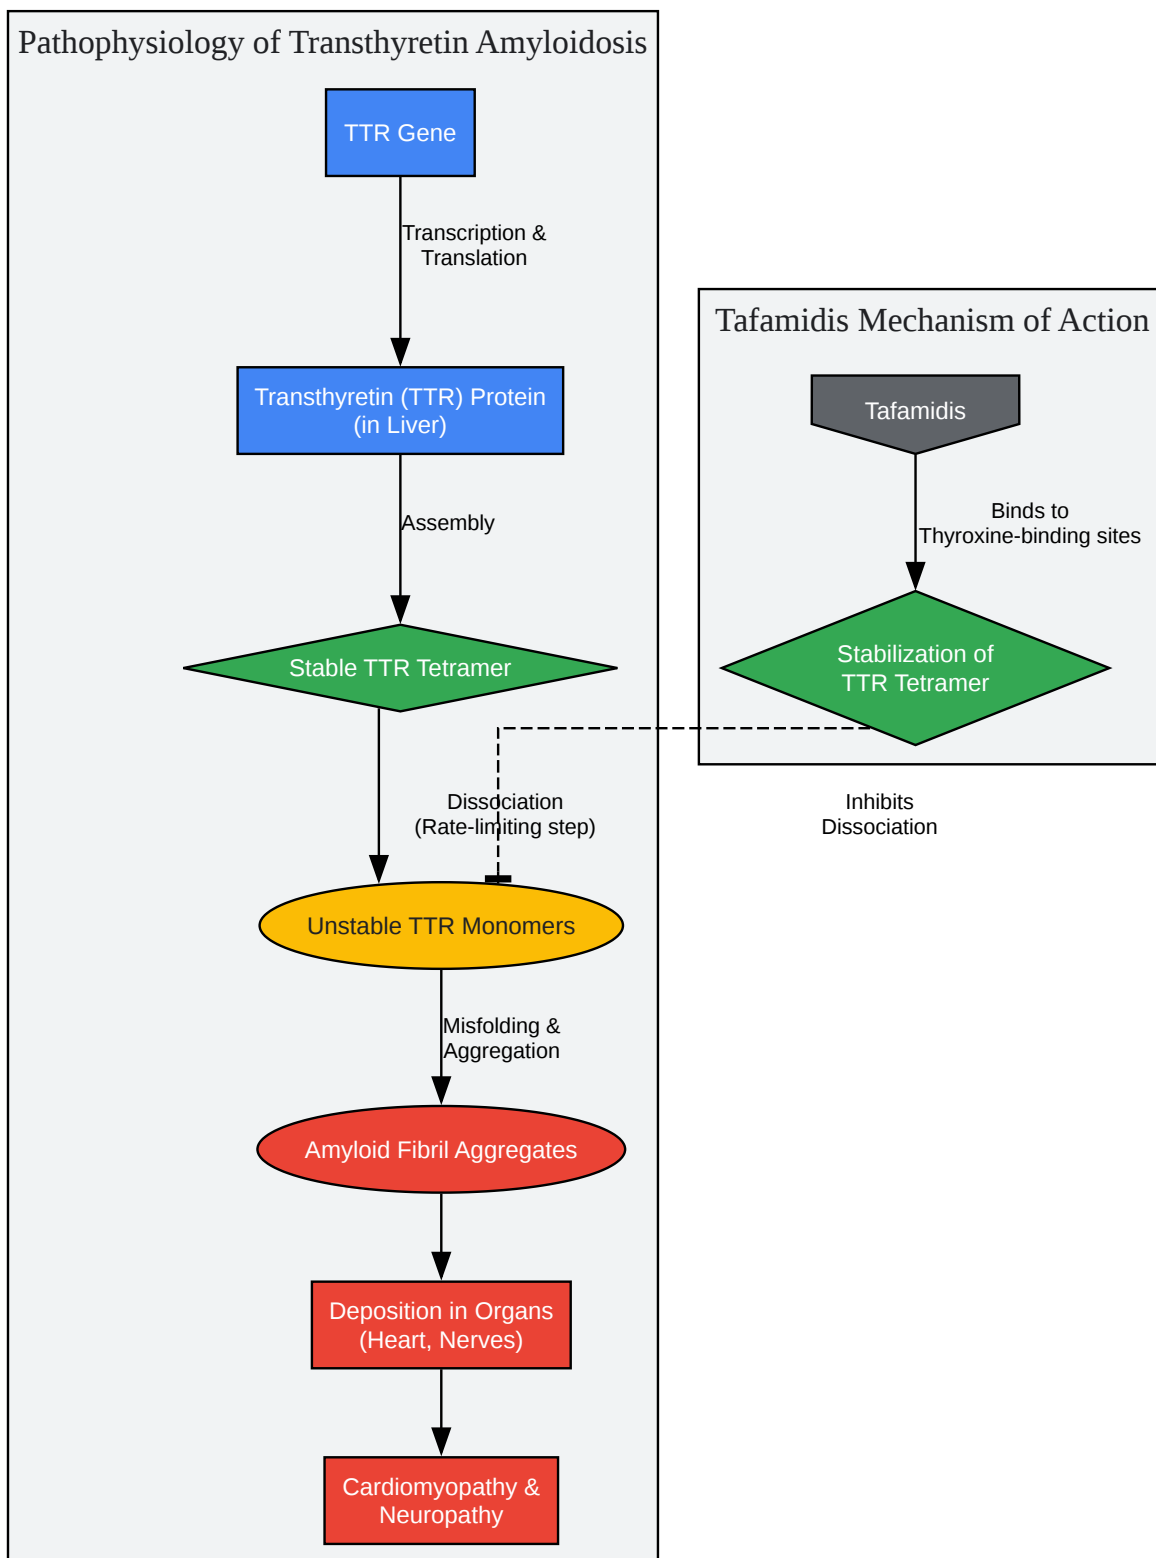 Pathophysiology of Transthyretin Amyloidosis
TTR Gene
Transcription &
Translation
Transthyretin (TTR) Protein
(in Liver)
Assembly
Stable TTR Tetramer
Dissociation
(Rate-limiting step)
Unstable TTR Monomers
Misfolding &
Aggregation
Amyloid Fibril Aggregates
Deposition in Organs
(Heart, Nerves)
Cardiomyopathy &
Neuropathy
Tafamidis Mechanism of Action
Tafamidis
Binds to
Thyroxine-binding sites
Stabilization of
TTR Tetramer
Inhibits
Dissociation